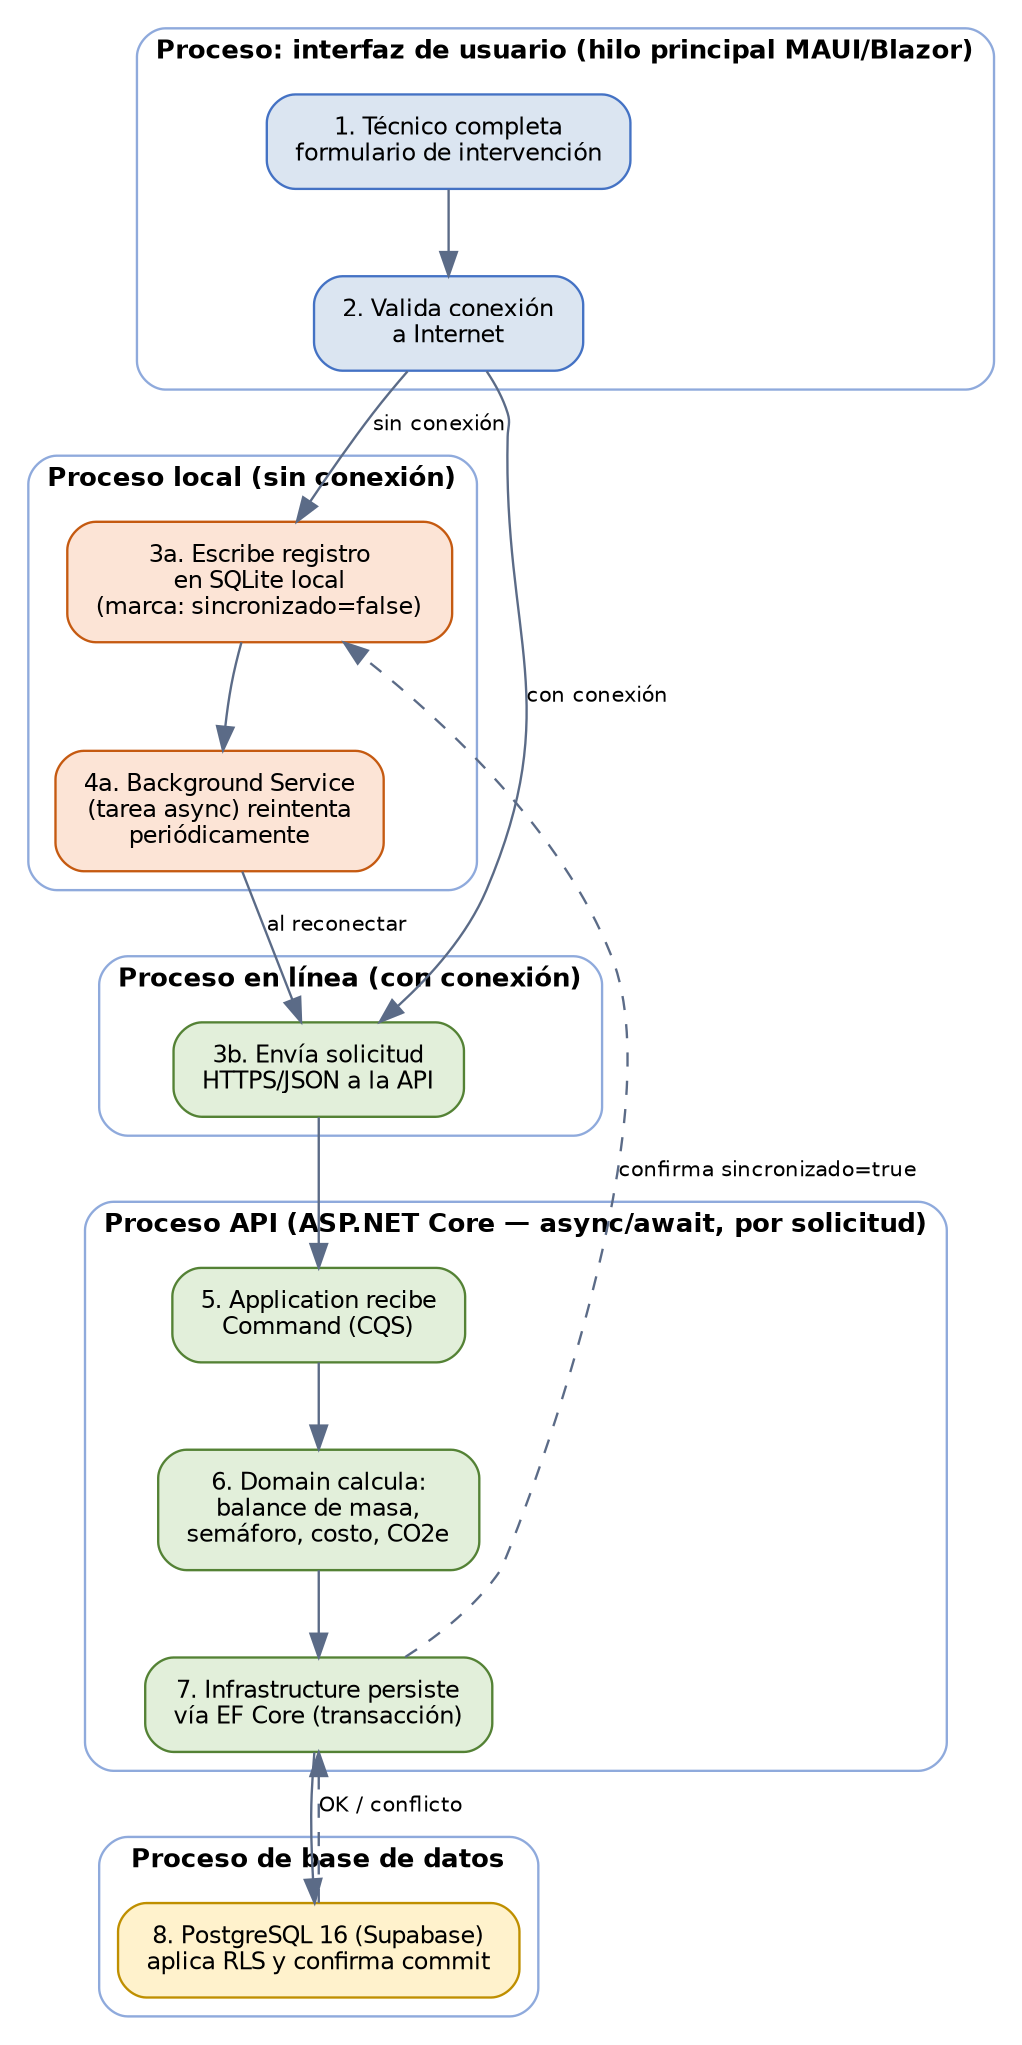 Proceso: interfaz de usuario (hilo principal MAUI/Blazor)
1. Técnico completa
formulario de intervención
2. Valida conexión
a Internet
sin conexión
Proceso local (sin conexión)
3a. Escribe registro
en SQLite local
(marca: sincronizado=false)
con conexión
4a. Background Service
(tarea async) reintenta
periódicamente
al reconectar
Proceso en línea (con conexión)
3b. Envía solicitud
HTTPS/JSON a la API
confirma sincronizado=true
Proceso API (ASP.NET Core — async/await, por solicitud)
5. Application recibe
Command (CQS)
6. Domain calcula:
balance de masa,
semáforo, costo, CO2e
7. Infrastructure persiste
vía EF Core (transacción)
OK / conflicto
Proceso de base de datos
8. PostgreSQL 16 (Supabase)
aplica RLS y confirma commit